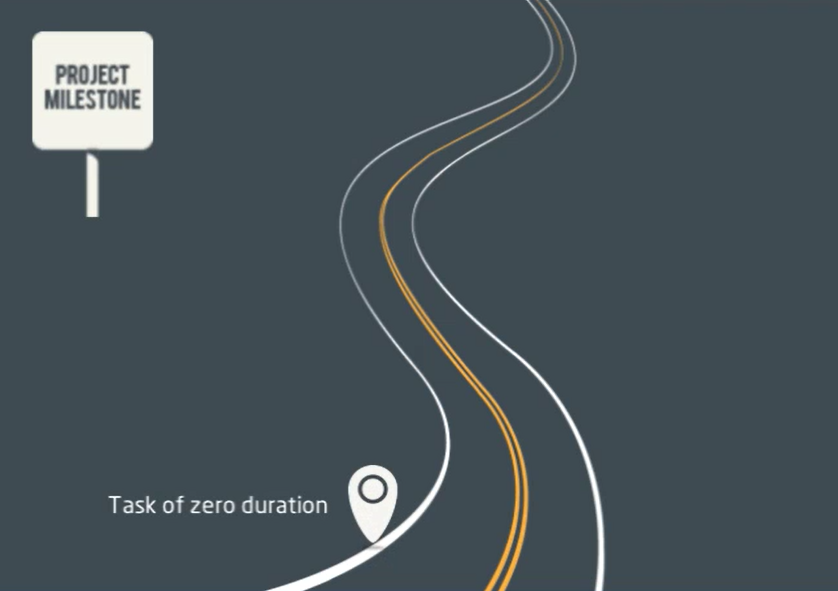 PROJECT
MILESTONE
Task of zero duration